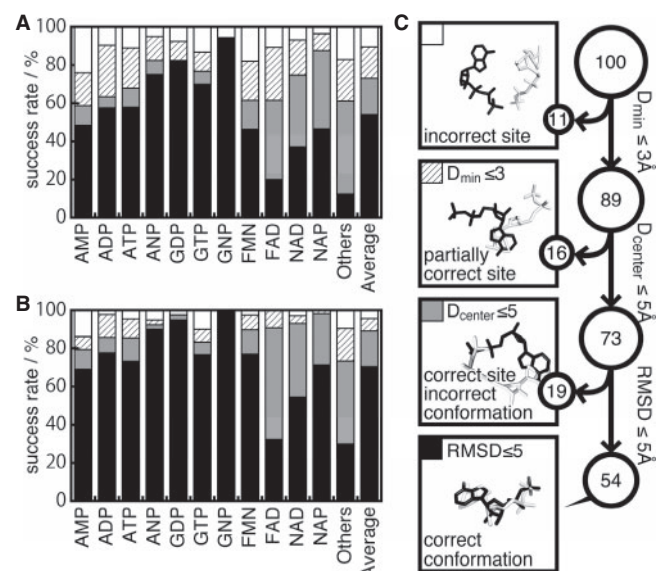 A
success rate / %
100
80
60
40
20
0
AMP
ADP
ATP
ANP
GDP
GTP
GNP
FMN
FAD
NAD
NAP
Others
Average
B
success rate / %
100
80
60
40
20
0
AMP
ADP
ATP
ANP
GDP
GTP
GNP
FMN
FAD
NAD
NAP
Others
Average
C
incorrect site
100
11
Dmin ≤ 3Å
Dmin ≤3
partially
correct site
89
16
Dcenter ≤ 5Å
Dcenter ≤5
correct site
incorrect
conformation
73
19
RMSD ≤ 5Å
RMSD≤5
correct
conformation
54